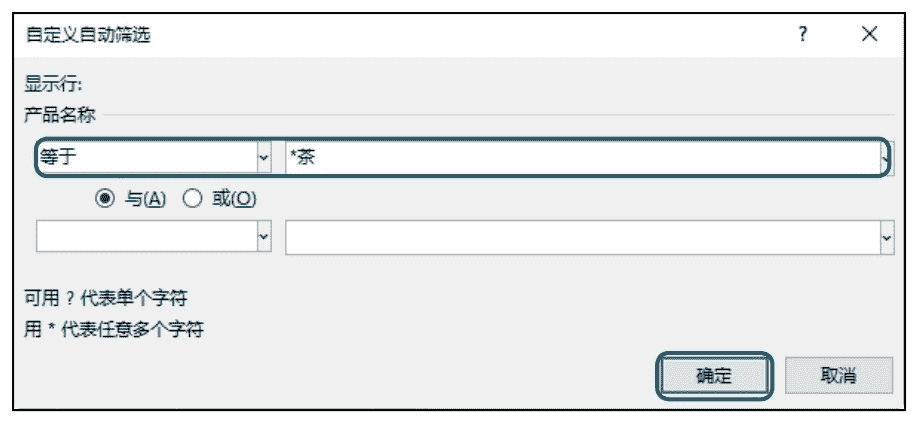 自定义自动筛选 ?
显示行:
产品名称
等于 *茶
与(A) 或(O)
可用 ? 代表单个字符
用 * 代表任意多个字符
确定 取消